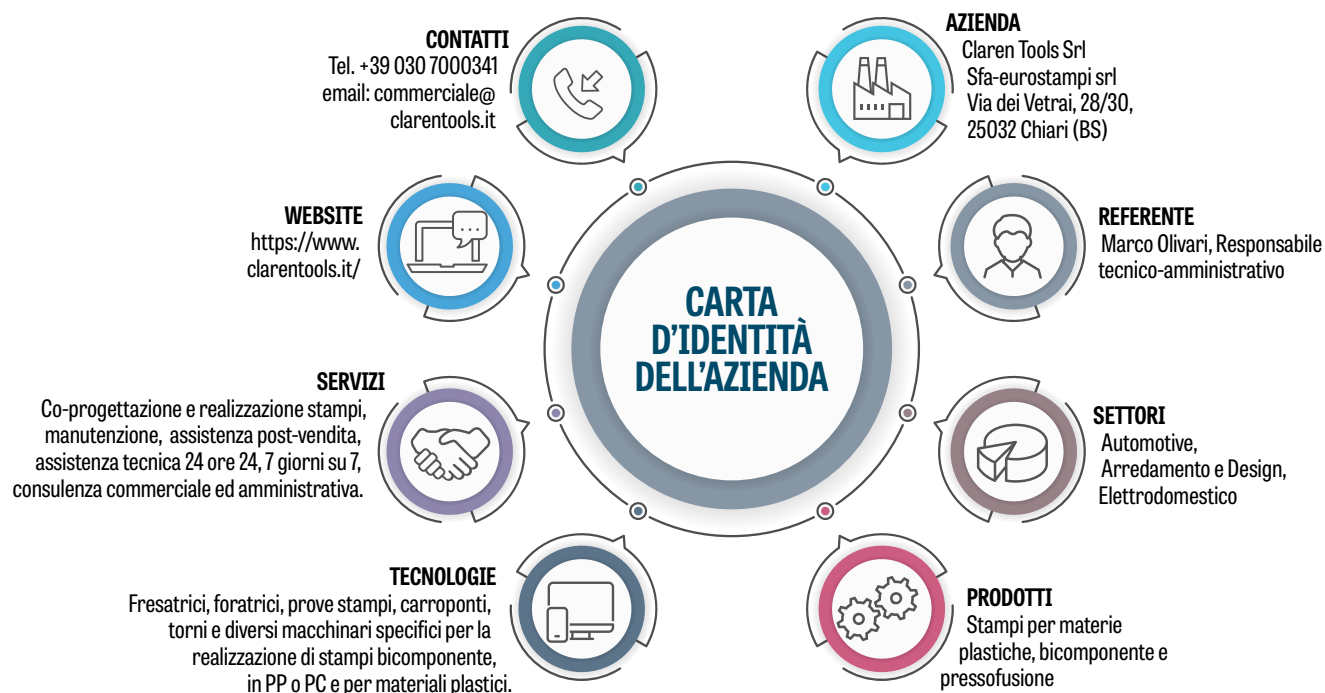 CONTATTI
Tel. +39 030 7000341
email: commerciale@
clarentools.it
AZIENDA
Claren Tools Srl
Sfa-eurostampi srl
Via dei Vetrai, 28/30,
25032 Chiari (BS)
WEBSITE
https://www.
clarentools.it/
REFERENTE
Marco Olivari, Responsabile
tecnico-amministrativo
CARTA
D'IDENTITÀ
DELL'AZIENDA
SERVIZI
Co-progettazione e realizzazione stampi,
manutenzione, assistenza post-vendita,
assistenza tecnica 24 ore 24, 7 giorni su 7,
consulenza commerciale ed amministrativa.
SETTORI
Automotive,
Arredamento e Design,
Elettrodomestico
TECNOLOGIE
Fresatrici, foratrici, prove stampi, carroponti,
torni e diversi macchinari specifici per la
realizzazione di stampi bicomponente,
in PP o PC e per materiali plastici.
PRODOTTI
Stampi per materie
plastiche, bicomponente e
pressofusione